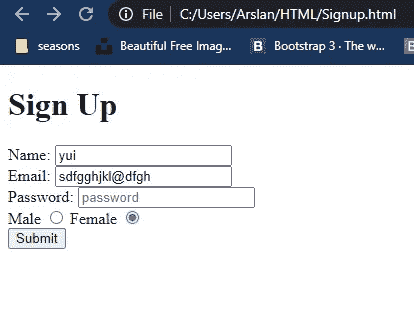 File C:/Users/Arslan/HTML/Signup.html
seasons Beautiful Free Imag... B Bootstrap 3 · The w... B
Sign Up
Name: yui
Email: sdfgghjkl@dfgh
Password: password
Male Female
Submit